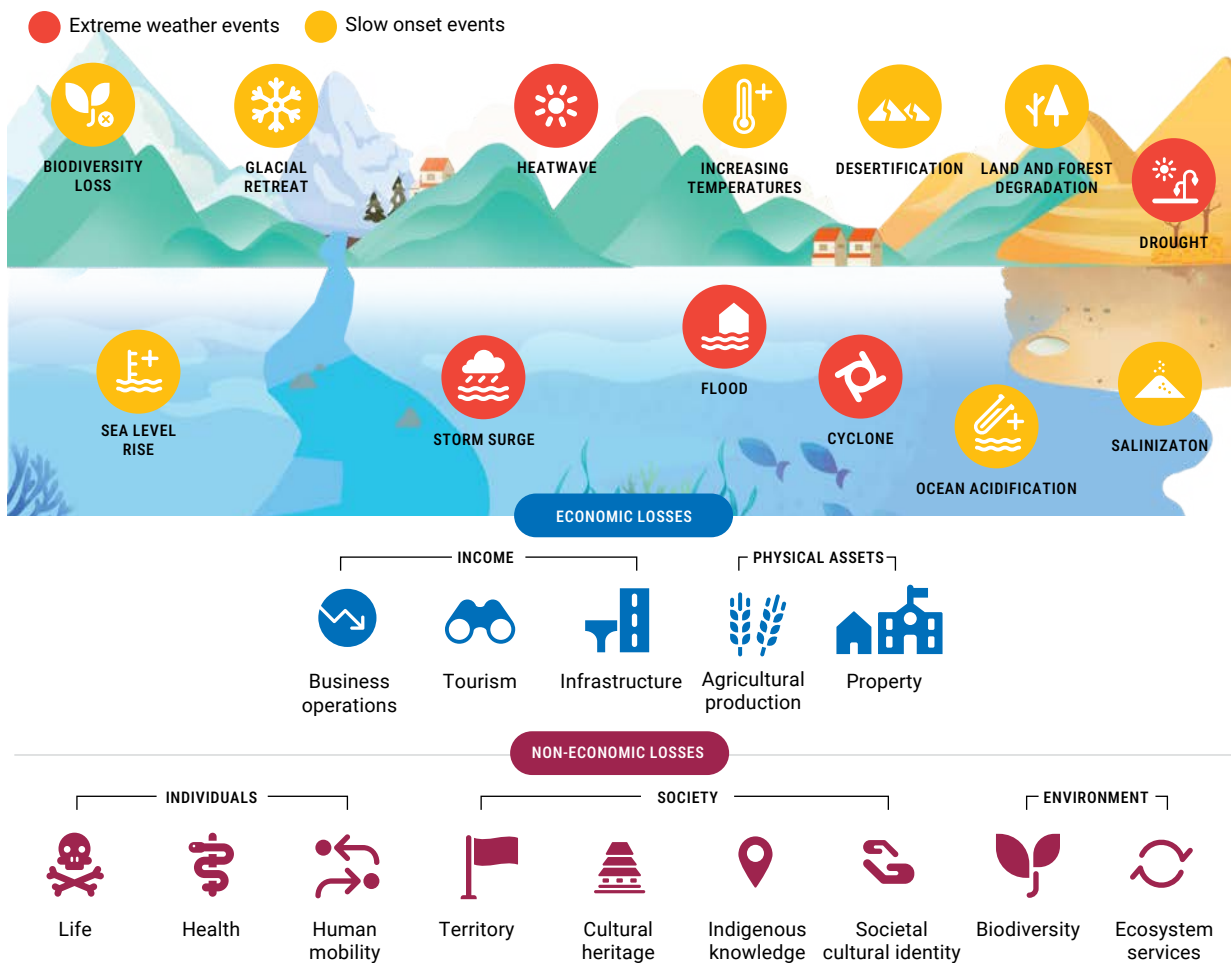 Extreme weather events
Slow onset events
BIODIVERSITY
LOSS
GLACIAL
RETREAT
HEATWAVE
INCREASING
TEMPERATURES
DESERTIFICATION
LAND AND FOREST
DEGRADATION
DROUGHT
SEA LEVEL
RISE
STORM SURGE
FLOOD
CYCLONE
OCEAN ACIDIFICATION
SALINIZATON
ECONOMIC LOSSES
INCOME
PHYSICAL ASSETS
Business
operations
Tourism
Infrastructure
Agricultural
production
Property
NON-ECONOMIC LOSSES
INDIVIDUALS
SOCIETY
ENVIRONMENT
Life
Health
Human
mobility
Territory
Cultural
heritage
Indigenous
knowledge
Societal
cultural identity
Biodiversity
Ecosystem
services